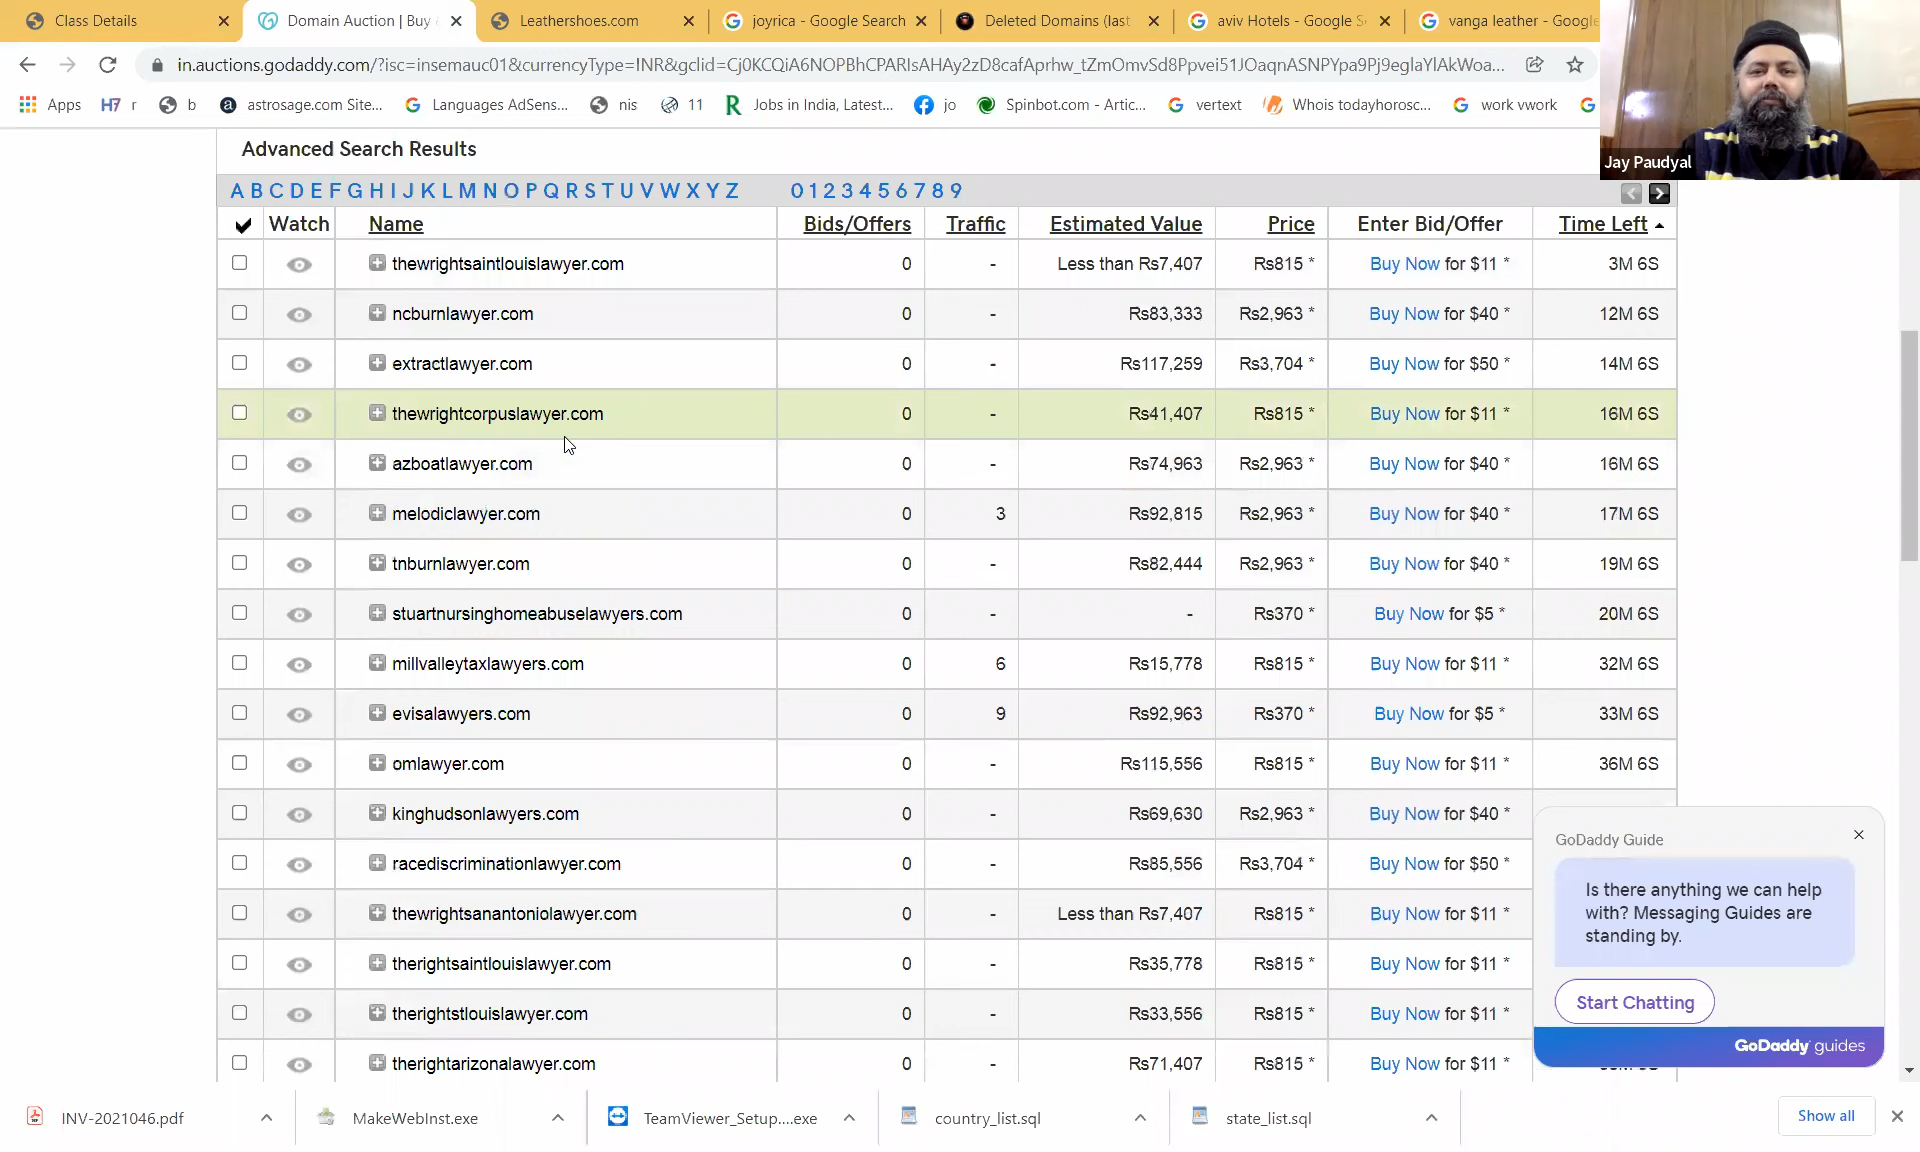 Class Details
Domain Auction | Buy
Leathershoes.com
joyrica - Google Search
Deleted Domains (last
aviv Hotels - Google S
vanga leather - Google
in.auctions.godaddy.com/?isc=insemauc01&currencyType=INR&gclid=Cj0KCQiA6NOPBhCPARIsAHAy2zD8cafAprhw_tZmOmvSd8Ppvei51JOaqnASNPYpa9Pj9eglaYlAkWoa...
Apps H7 r b a astrosage.com Site... Languages AdSens... nis 11 R Jobs in India, Latest... jo Spinbot.com - Artic... vertext Whois todayhorosc... work vwork
Jay Paudyal
Advanced Search Results
A B C D E F G H I J K L M N O P Q R S T U V W X Y Z 0 1 2 3 4 5 6 7 8 9
Watch Name Bids/Offers Traffic Estimated Value Price Enter Bid/Offer Time Left
thewrightsaintlouislawyer.com 0 - Less than Rs7,407 Rs815 * Buy Now for $11 * 3M 6S
ncburnlawyer.com 0 - Rs83,333 Rs2,963 * Buy Now for $40 * 12M 6S
extractlawyer.com 0 - Rs117,259 Rs3,704 * Buy Now for $50 * 14M 6S
thewrightcorpuslawyer.com 0 - Rs41,407 Rs815 * Buy Now for $11 * 16M 6S
azboatlawyer.com 0 - Rs74,963 Rs2,963 * Buy Now for $40 * 16M 6S
melodiclawyer.com 0 3 Rs92,815 Rs2,963 * Buy Now for $40 * 17M 6S
tnburnlawyer.com 0 - Rs82,444 Rs2,963 * Buy Now for $40 * 19M 6S
stuartnursinghomeabuselawyers.com 0 - - Rs370 * Buy Now for $5 * 20M 6S
millvalleytaxlawyers.com 0 6 Rs15,778 Rs815 * Buy Now for $11 * 32M 6S
evisalawyers.com 0 9 Rs92,963 Rs370 * Buy Now for $5 * 33M 6S
omlawyer.com 0 - Rs115,556 Rs815 * Buy Now for $11 * 36M 6S
kinghudsonlawyers.com 0 - Rs69,630 Rs2,963 * Buy Now for $40 *
racediscriminationlawyer.com 0 - Rs85,556 Rs3,704 * Buy Now for $50 *
thewrightsanantoniolawyer.com 0 - Less than Rs7,407 Rs815 * Buy Now for $11 *
therightsaintlouislawyer.com 0 - Rs35,778 Rs815 * Buy Now for $11 *
therightstlouislawyer.com 0 - Rs33,556 Rs815 * Buy Now for $11 *
therightarizonalawyer.com 0 - Rs71,407 Rs815 * Buy Now for $11 *
GoDaddy Guide
Is there anything we can help
with? Messaging Guides are
standing by.
Start Chatting
GoDaddy guides
INV-2021046.pdf
MakeWebInst.exe
TeamViewer_Setup....exe
country_list.sql
state_list.sql
Show all